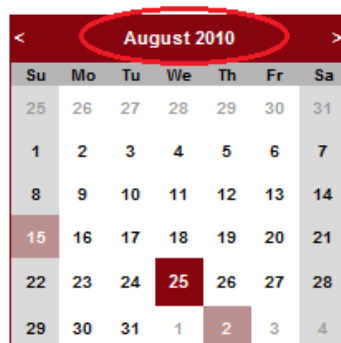 < August 2010 >
Su Mo Tu We Th Fr Sa
25 26 27 28 29 30 31
1 2 3 4 5 6 7
8 9 10 11 12 13 14
15 16 17 18 19 20 21
22 23 24 25 26 27 28
29 30 31 1 2 3 4